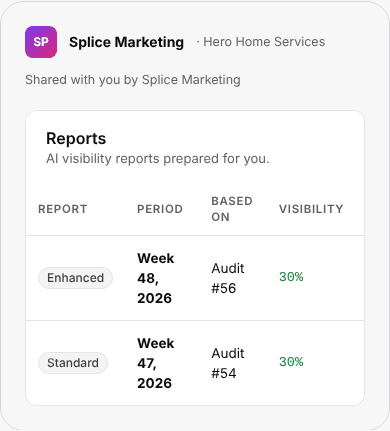 SP Splice Marketing · Hero Home Services
Shared with you by Splice Marketing
Reports
AI visibility reports prepared for you.
REPORT PERIOD BASED ON VISIBILITY
Enhanced Week 48, 2026 Audit #56 30%
Standard Week 47, 2026 Audit #54 30%